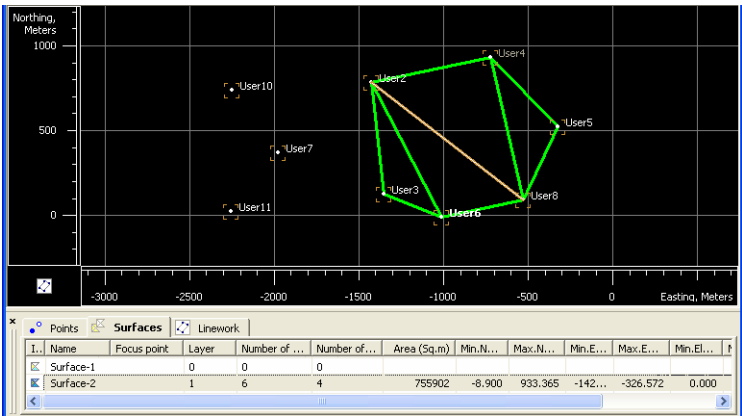 Northing,
Meters
1000
User4
User2
User10
User5
500
User7
User3
User8
User11
User6
0
-3000 -2500 -2000 -1500 -1000 -500 0 Easting, Meters
Points Surfaces Linework
I.. Name Focus point Layer Number of ... Number of... Area (Sq.m) Min.N... Max.N... Min.E... Max.E... Min.El...
Surface-1 0 0 0
Surface-2 1 6 4 755902 -8.900 933.365 -142... -326.572 0.000